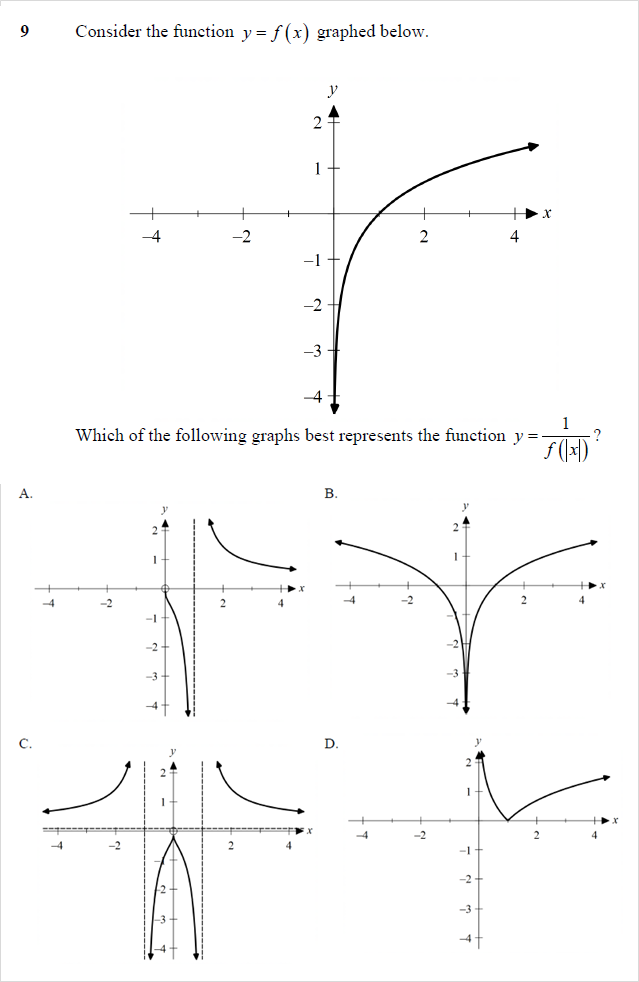 9 Consider the function y = f(x) graphed below.
y
2
1
x
–4 –2 2 4
–1
–2
–3
–4
Which of the following graphs best represents the function y = 1/f(|x|) ?
A.
y
2
1
x
–4 –2 2 4
–1
–2
–3
–4
B.
y
2
1
x
–4 –2 2 4
–1
–2
–3
–4
C.
y
2
1
x
–4 –2 2 4
–1
–2
–3
–4
D.
y
2
1
x
–4 –2 2 4
–1
–2
–3
–4